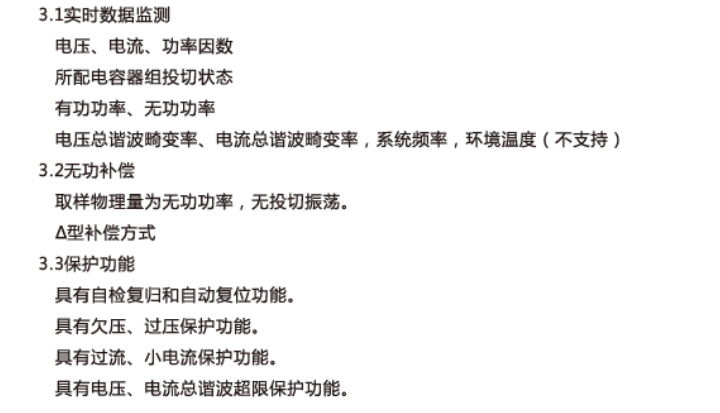 3.1实时数据监测
电压、电流、功率因数
所配电容器组投切状态
有功功率、无功功率
电压总谐波畸变率、电流总谐波畸变率，系统频率，环境温度（不支持）
3.2无功补偿
取样物理量为无功功率，无投切振荡。
Δ型补偿方式
3.3保护功能
具有自检复归和自动复位功能。
具有欠压、过压保护功能。
具有过流、小电流保护功能。
具有电压、电流总谐波超限保护功能。